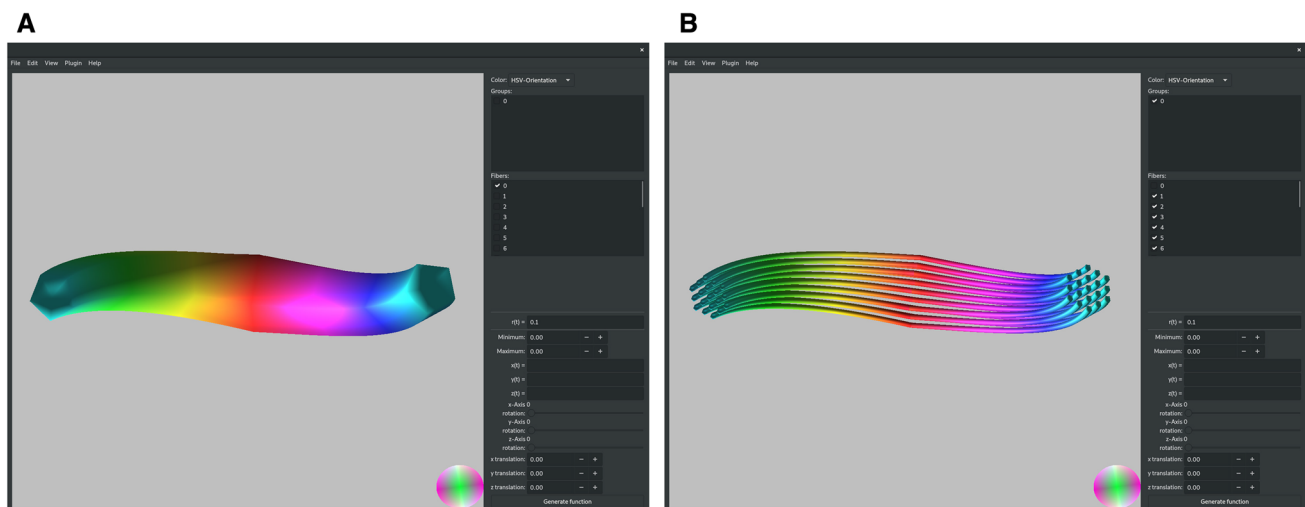 A
×
File Edit View Plugin Help
Color: HSV-Orientation
Groups:
0
Fibers:
✔ 0
1
2
3
4
5
6
r(t) = 0.1
Minimum: 0.00 − +
Maximum: 0.00 − +
x(t) =
y(t) =
z(t) =
x-Axis 0
rotation:
y-Axis 0
rotation:
z-Axis 0
rotation:
x translation: 0.00 − +
y translation: 0.00 − +
z translation: 0.00 − +
Generate function
B
×
File Edit View Plugin Help
Color: HSV-Orientation
Groups:
✔ 0
Fibers:
0
✔ 1
✔ 2
✔ 3
✔ 4
✔ 5
✔ 6
r(t) = 0.1
Minimum: 0.00 − +
Maximum: 0.00 − +
x(t) =
y(t) =
z(t) =
x-Axis 0
rotation:
y-Axis 0
rotation:
z-Axis 0
rotation:
x translation: 0.00 − +
y translation: 0.00 − +
z translation: 0.00 − +
Generate function